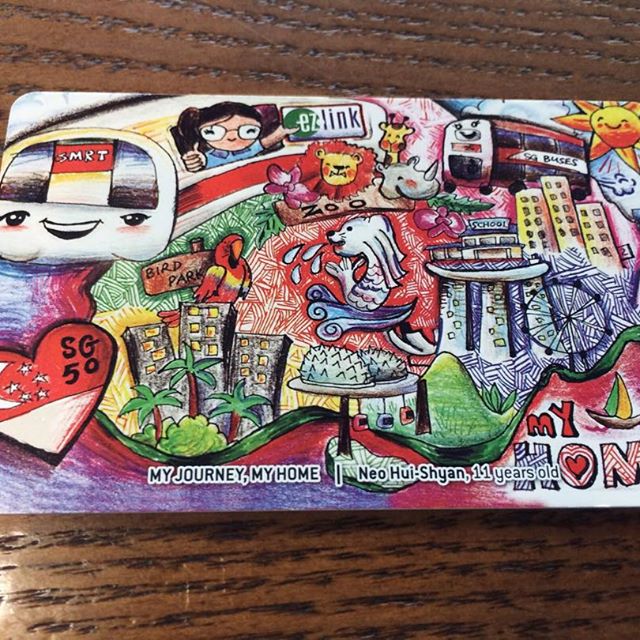 ezlink
SMRT
SG BUSES
ZOO
SCHOOL
BIRD
PARK
SG
50
MY
HOM
MY JOURNEY, MY HOME | Neo Hui-Shyan, 11 years old